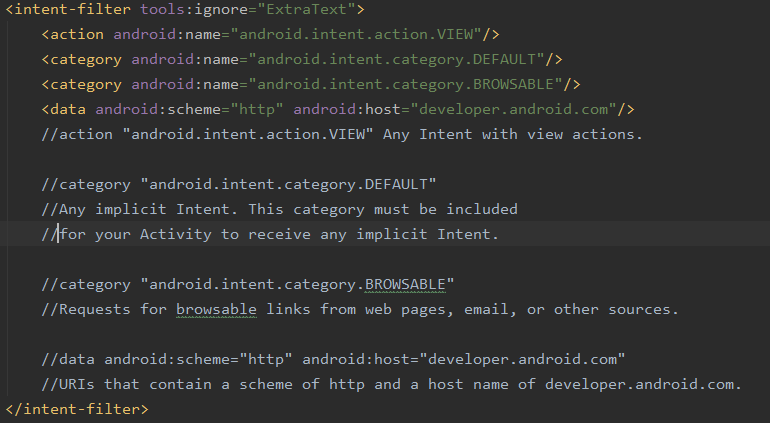 <intent-filter tools:ignore="ExtraText">
<action android:name="android.intent.action.VIEW"/>
<category android:name="android.intent.category.DEFAULT"/>
<category android:name="android.intent.category.BROWSABLE"/>
<data android:scheme="http" android:host="developer.android.com"/>
//action "android.intent.action.VIEW" Any Intent with view actions.
//category "android.intent.category.DEFAULT"
//Any implicit Intent. This category must be included
//for your Activity to receive any implicit Intent.
//category "android.intent.category.BROWSABLE"
//Requests for browsable links from web pages, email, or other sources.
//data android:scheme="http" android:host="developer.android.com"
//URIs that contain a scheme of http and a host name of developer.android.com.
</intent-filter>